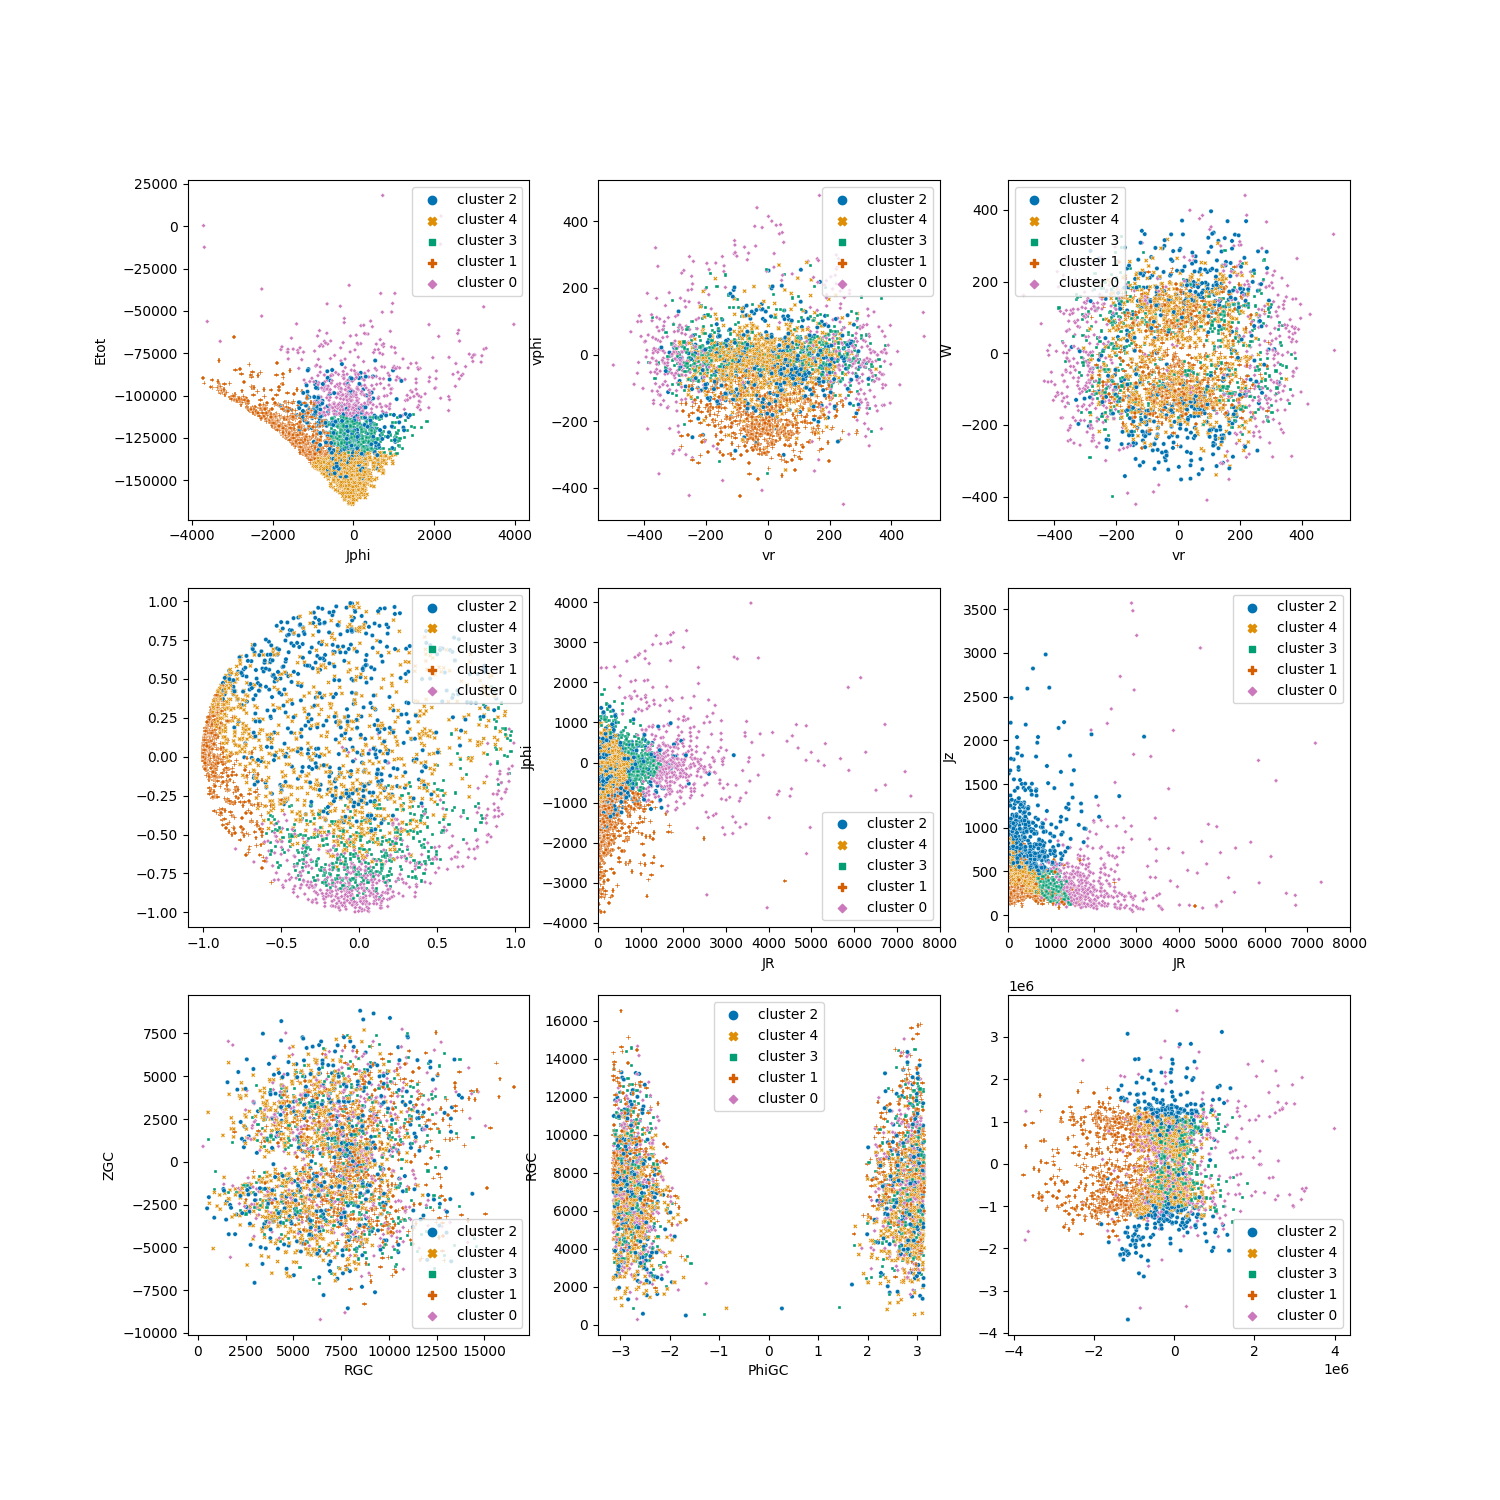 25000
0
−25000
−50000
−75000
−100000
−125000
−150000
Etot
−4000 −2000 0 2000 4000
Jphi
cluster 2
cluster 4
cluster 3
cluster 1
cluster 0
400
200
0
−200
−400
vphi
−400 −200 0 200 400
vr
cluster 2
cluster 4
cluster 3
cluster 1
cluster 0
400
200
0
−200
−400
W
−400 −200 0 200 400
vr
cluster 2
cluster 4
cluster 3
cluster 1
cluster 0
1.00
0.75
0.50
0.25
0.00
−0.25
−0.50
−0.75
−1.00
−1.0 −0.5 0.0 0.5 1.0
cluster 2
cluster 4
cluster 3
cluster 1
cluster 0
4000
3000
2000
1000
0
−1000
−2000
−3000
−4000
Jphi
0 1000 2000 3000 4000 5000 6000 7000 8000
JR
cluster 2
cluster 4
cluster 3
cluster 1
cluster 0
3500
3000
2500
2000
1500
1000
500
0
Jz
0 1000 2000 3000 4000 5000 6000 7000 8000
JR
cluster 2
cluster 4
cluster 3
cluster 1
cluster 0
7500
5000
2500
0
−2500
−5000
−7500
−10000
ZGC
0 2500 5000 7500 10000 12500 15000
RGC
cluster 2
cluster 4
cluster 3
cluster 1
cluster 0
16000
14000
12000
10000
8000
6000
4000
2000
0
RGC
−3 −2 −1 0 1 2 3
PhiGC
cluster 2
cluster 4
cluster 3
cluster 1
cluster 0
1e6
3
2
1
0
−1
−2
−3
−4
−4 −2 0 2 4
1e6
cluster 2
cluster 4
cluster 3
cluster 1
cluster 0